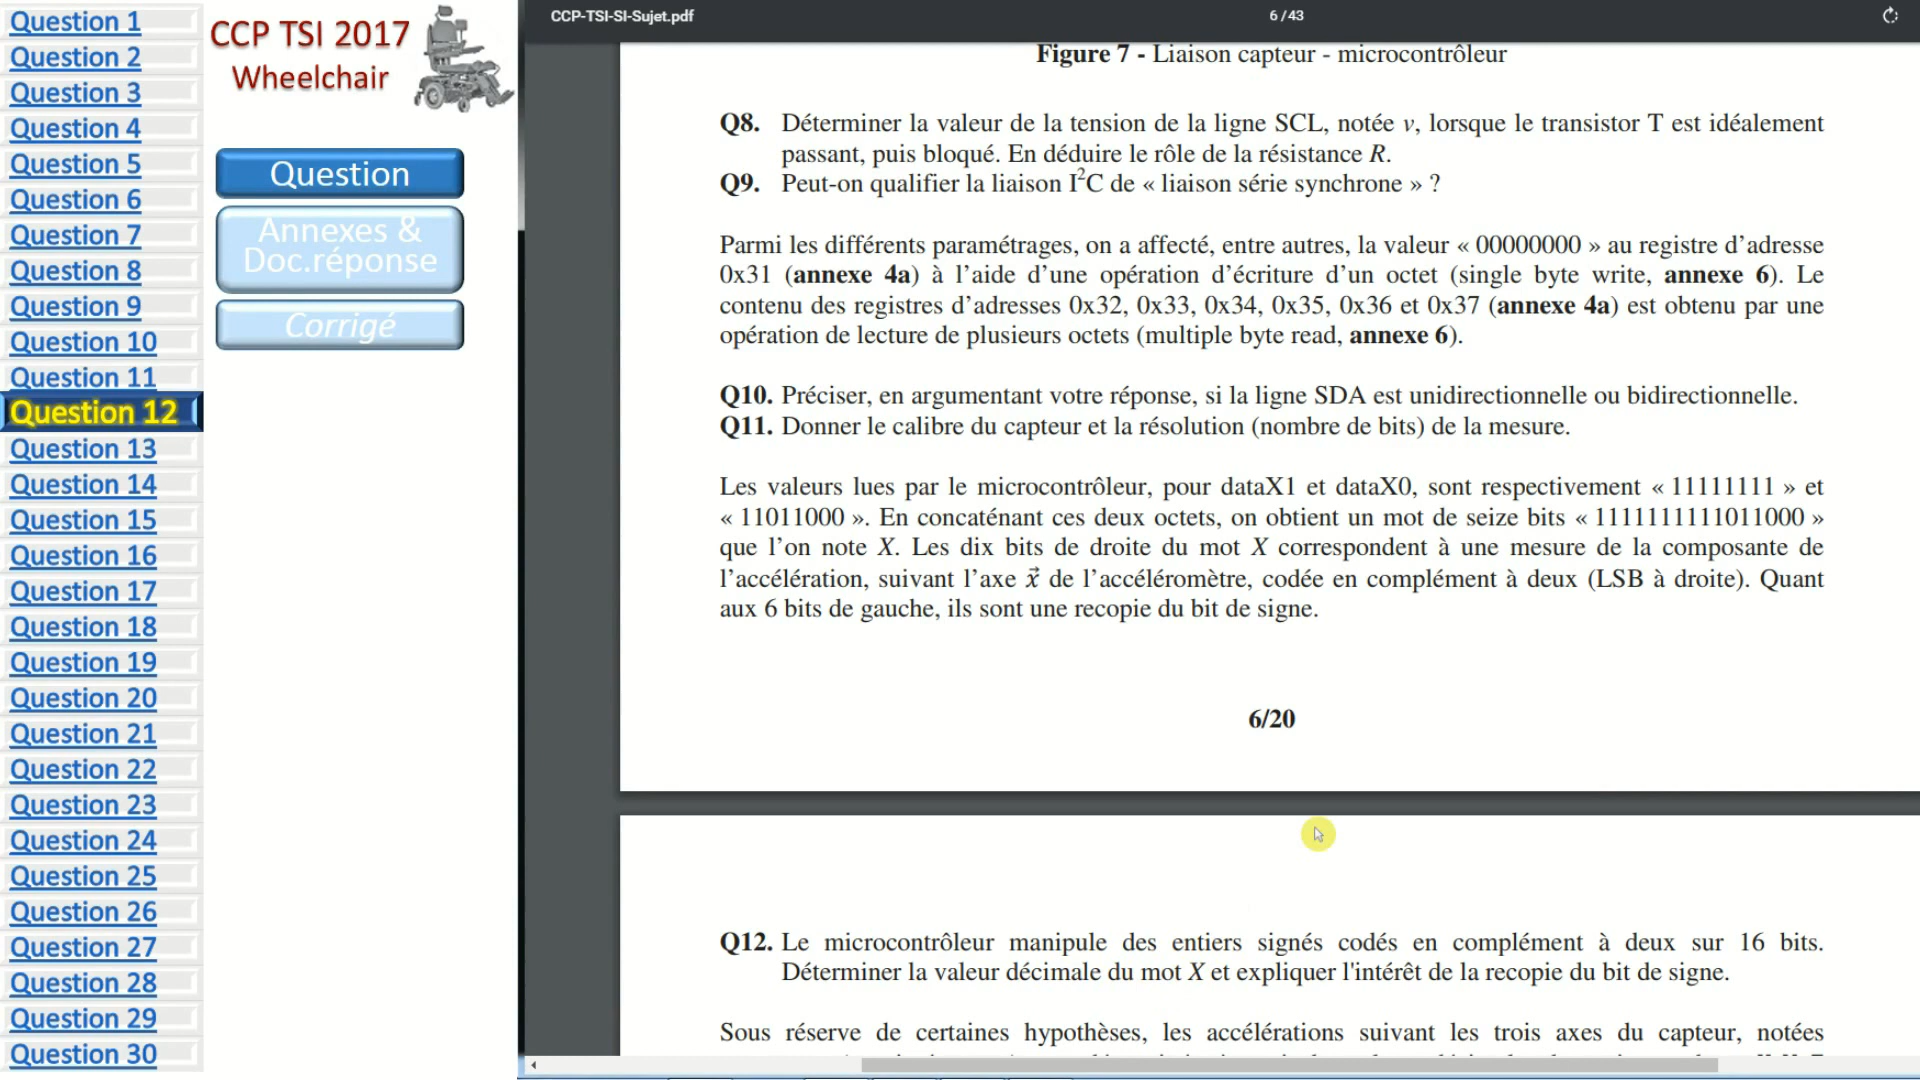 Question 1
Question 2
Question 3
Question 4
Question 5
Question 6
Question 7
Question 8
Question 9
Question 10
Question 11
Question 12
Question 13
Question 14
Question 15
Question 16
Question 17
Question 18
Question 19
Question 20
Question 21
Question 22
Question 23
Question 24
Question 25
Question 26
Question 27
Question 28
Question 29
Question 30
CCP TSI 2017
Wheelchair
Question
Annexes &
Doc.réponse
Corrigé
CCP-TSI-SI-Sujet.pdf
6 / 43
Figure 7 - Liaison capteur - microcontrôleur
Q8. Déterminer la valeur de la tension de la ligne SCL, notée v, lorsque le transistor T est idéalement
passant, puis bloqué. En déduire le rôle de la résistance R.
Q9. Peut-on qualifier la liaison I²C de « liaison série synchrone » ?
Parmi les différents paramétrages, on a affecté, entre autres, la valeur « 00000000 » au registre d’adresse
0x31 (annexe 4a) à l’aide d’une opération d’écriture d’un octet (single byte write, annexe 6). Le
contenu des registres d’adresses 0x32, 0x33, 0x34, 0x35, 0x36 et 0x37 (annexe 4a) est obtenu par une
opération de lecture de plusieurs octets (multiple byte read, annexe 6).
Q10. Préciser, en argumentant votre réponse, si la ligne SDA est unidirectionnelle ou bidirectionnelle.
Q11. Donner le calibre du capteur et la résolution (nombre de bits) de la mesure.
Les valeurs lues par le microcontrôleur, pour dataX1 et dataX0, sont respectivement « 11111111 » et
« 11011000 ». En concaténant ces deux octets, on obtient un mot de seize bits « 1111111111011000 »
que l’on note X. Les dix bits de droite du mot X correspondent à une mesure de la composante de
l’accélération, suivant l’axe x⃗ de l’accéléromètre, codée en complément à deux (LSB à droite). Quant
aux 6 bits de gauche, ils sont une recopie du bit de signe.
6/20
Q12. Le microcontrôleur manipule des entiers signés codés en complément à deux sur 16 bits.
Déterminer la valeur décimale du mot X et expliquer l'intérêt de la recopie du bit de signe.
Sous réserve de certaines hypothèses, les accélérations suivant les trois axes du capteur, notées